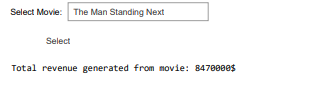 Select Movie: The Man Standing Next
Select
Total revenue generated from movie: 8470000$